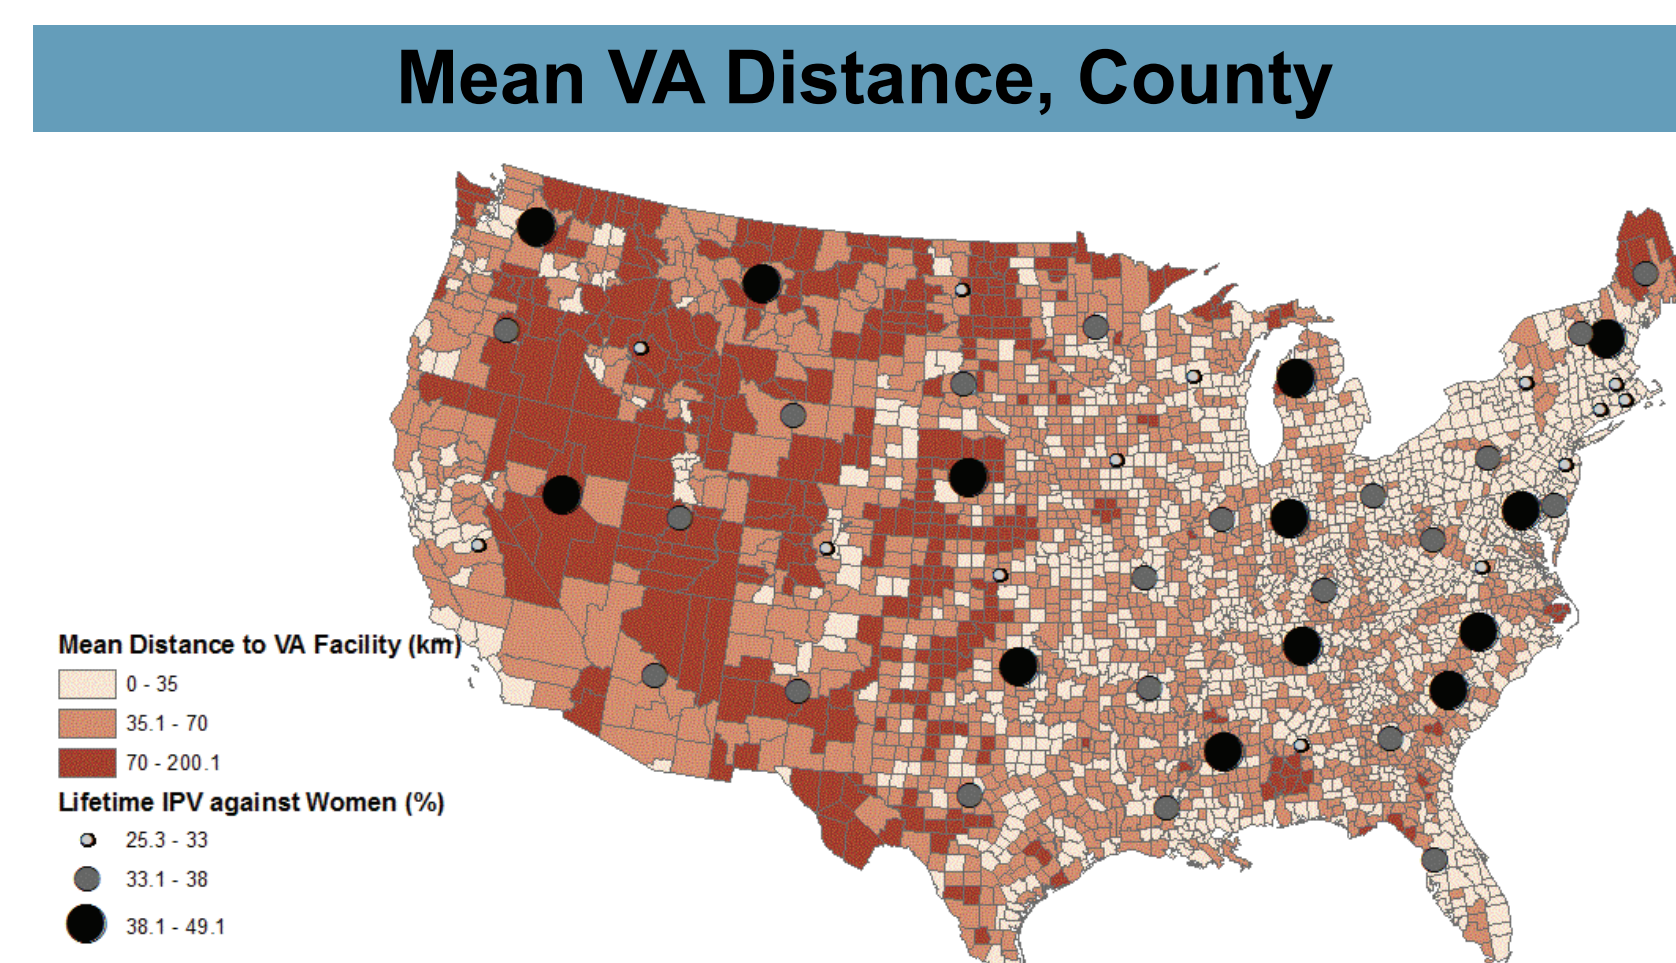 Mean VA Distance, County
Mean Distance to VA Facility (km)
0 - 35
35.1 - 70
70 - 200.1
Lifetime IPV against Women (%)
25.3 - 33
33.1 - 38
38.1 - 49.1